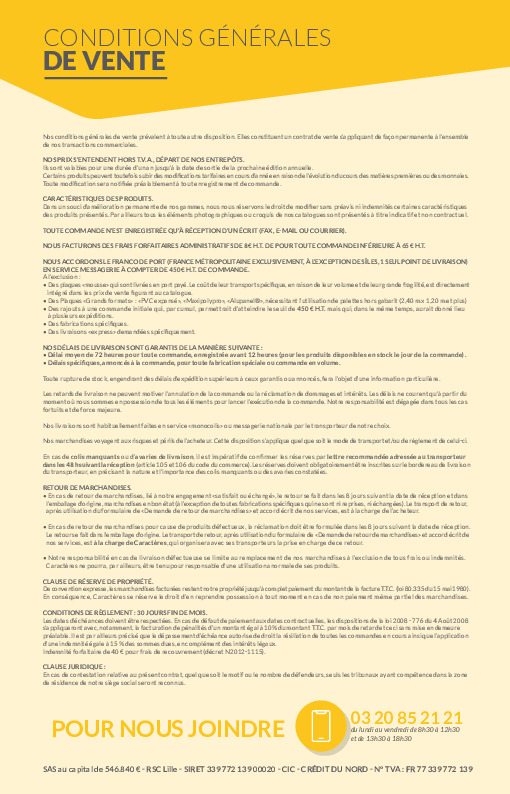 CONDITIONS GÉNÉRALES
DE VENTE
Nos conditions générales de vente prévalent à toute autre disposition. Elles constituent un contrat de vente s'appliquant de façon permanente à l'ensemble
de nos transactions commerciales.
NOS PRIX S'ENTENDENT HORS T.V.A., DÉPART DE NOS ENTREPÔTS.
Ils sont valables pour une durée d'un an jusqu'à la date de sortie de la prochaine édition annuelle.
Certains produits peuvent toutefois subir des modifications tarifaires en cours d'année en raison de l'évolution du cours des matières premières ou des monnaies.
Toute modification sera notifiée préalablement à toute enregistrement de commande.
CARACTÉRISTIQUES DES PRODUITS.
Dans un souci d'amélioration permanente de nos gammes, nous nous réservons le droit de modifier sans préavis ni indemnités certaines caractéristiques
des produits présentés. Par ailleurs tous les éléments photographiques ou croquis de nos catalogues sont présentés à titre indicatif et non contractuel.
TOUTE COMMANDE N'EST ENREGISTRÉE QU'À RÉCEPTION D'UN ÉCRIT (FAX, E-MAIL OU COURRIER).
NOUS FACTURONS DES FRAIS FORFAITAIRES ADMINISTRATIFS DE 8€ H.T. DE POUR TOUTE COMMANDE INFÉRIEURE À 65 € H.T.
NOUS ACCORDONS LE FRANCO DE PORT (FRANCE MÉTROPOLITAINE EXCLUSIVEMENT, À L'EXCEPTION DES ÎLES, 1 SEUL POINT DE LIVRAISON)
EN SERVICE MESSAGERIE À COMPTER DE 450€ H.T. DE COMMANDE.
A l'exclusion :
• Des plaques «mousse» qui sont livrées en port payé. Le coût de leur transport spécifique, en raison de leur volume et de leur grande fragilité, est directement
intégré dans les prix de vente figurant au catalogue.
• Des Plaques «Grands formats» : «PVC expansé», «Maxipolypro», «Alupanel®», nécessitant l'utilisation de palettes hors gabarit (2,40 m x 1,20 m et plus)
• Des rajouts à une commande initiale qui, par cumul, permettrait d'atteindre le seuil de 450 € H.T. mais qui, dans le même temps, aurait donné lieu
à plusieurs expéditions.
• Des fabrications spécifiques.
• Des livraisons «express» demandées spécifiquement.
NOS DÉLAIS DE LIVRAISON SONT GARANTIS DE LA MANIÈRE SUIVANTE :
• Délai moyen de 72 heures pour toute commande, enregistrée avant 12 heures (pour les produits disponibles en stock le jour de la commande).
• Délais spécifiques, annoncés à la commande, pour toute fabrication spéciale ou commande en volume.
Toute rupture de stock, engendrant des délais d'expédition supérieurs à ceux garantis ou annoncés, fera l'objet d'une information particulière.
Les retards de livraison ne peuvent motiver l'annulation de la commande ou la réclamation de dommages et intérêts. Les délais ne courent qu'à partir du
moment où nous sommes en possession de tous les éléments pour lancer l'exécution de la commande. Notre responsabilité est dégagée dans tous les cas
fortuits et de force majeure.
Nos livraisons sont habituellement faites en service «monocolis» ou messagerie nationale par le transporteur de notre choix.
Nos marchandises voyagent aux risques et périls de l'acheteur. Cette disposition s'applique quel que soit le mode de transport et/ou de règlement de celui-ci.
En cas de colis manquants ou d'avaries de livraison, il est impératif de confirmer les réserves par lettre recommandée adressée au transporteur
dans les 48 h suivant la réception (article 105 et 106 du code du commerce). Les réserves doivent obligatoirement être inscrites sur le bordereau de livraison
du transporteur, en précisant la nature et l'importance des colis manquants ou des avaries constatées.
RETOUR DE MARCHANDISES.
• En cas de retour de marchandises, lié à notre engagement «satisfait ou échangé», le retour se fait dans les 8 jours suivant la date de réception et dans
l'emballage d'origine, marchandises en bon état (à l'exception de toutes fabrications spécifiques qui ne sont ni reprises, ni échangées). Le transport de retour,
après utilisation du formulaire de «Demande de retour de marchandises» et accord écrit de nos services, est à la charge de l'acheteur.
• En cas de retour de marchandises pour cause de produits défectueux, la réclamation doit être formulée dans les 8 jours suivant la date de réception.
Le retour se fait dans l'emballage d'origine. Le transport de retour, après utilisation du formulaire de «Demande de retour de marchandises» et accord écrit de
nos services, est à la charge de Caractères, qui organisera avec ses transporteurs la prise en charge de ce retour.
• Notre responsabilité en cas de livraison défectueuse se limite au remplacement de nos marchandises à l'exclusion de tous frais ou indemnités.
Caractères ne pourra, par ailleurs, être tenu pour responsable d'une utilisation anormale de ses produits.
CLAUSE DE RÉSERVE DE PROPRIÉTÉ.
De convention expresse, les marchandises facturées restent notre propriété jusqu'à complet paiement du montant de la facture T.T.C. (loi 80.335 du 15 mai 1980).
En conséquence, Caractères se réserve le droit d'en reprendre possession à tout moment en cas de non paiement même partiel des marchandises.
CONDITIONS DE RÈGLEMENT : 30 JOURS FIN DE MOIS.
Les dates d'échéances doivent être respectées. En cas de défaut de paiement aux dates contractuelles, les dispositions de la loi 2008 -776 du 4 Août 2008
s'appliqueront avec, notamment, la facturation de pénalités d'un montant égal à 10% du montant T.T.C. par mois de retard et ceci sans mise en demeure
préalable. Il est par ailleurs précisé que le dépassement d'échéance autorise de droit la résiliation de toutes les commandes en cours ainsi que l'application
d'une indemnité égale à 15 % des sommes dues, en complément des intérêts légaux.
Indemnité forfaitaire de 40 € pour frais de recouvrement (décret N2012-1115).
CLAUSE JURIDIQUE :
En cas de contestation relative au présent contrat, quel que soit le motif ou le nombre de défendeurs, seuls les tribunaux ayant compétence dans la zone
de résidence de notre siège social seront reconnus.
POUR NOUS JOINDRE
03 20 85 21 21
du lundi au vendredi de 8h30 à 12h30
et de 13h30 à 18h30
SAS au capital de 546.840 € - RSC Lille - SIRET 339 772 139 00020 - CIC - CRÉDIT DU NORD - N° TVA : FR 77 339 772 139